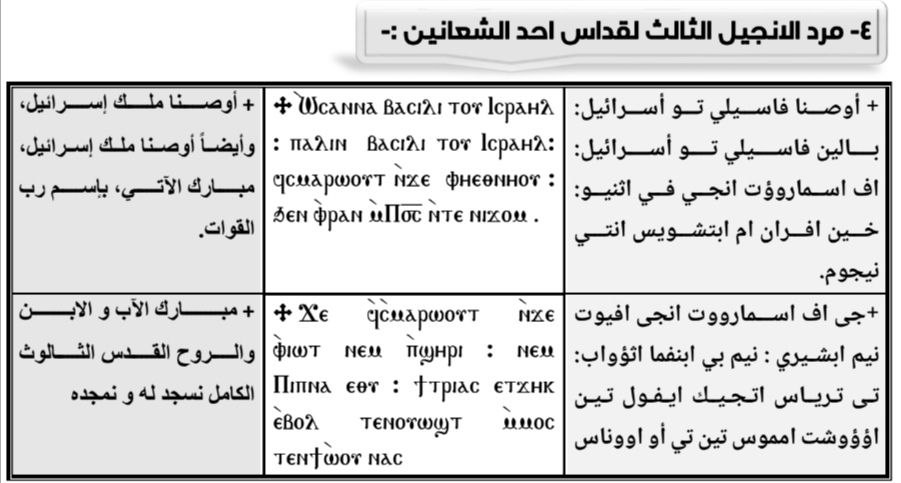 ٤- مرد الانجيل الثالث لقداس احد الشعانين :-
+ أوصنا فاسيلي تو أسرائيل:
بالين فاسيلي تو أسرائيل:
اف اسماروؤت انجي في اثنيو:
خين افران ام ابتشويس انتي
نيجوم.
✣ Ⲱ̀ⲥⲁⲛⲛⲁ ⲃⲁⲥⲓⲗⲓ ⲧⲟⲩ Ⲓⲥⲣⲁⲏⲗ
: ⲡⲁⲗⲓⲛ ⲃⲁⲥⲓⲗⲓ ⲧⲟⲩ Ⲓⲥⲣⲁⲏⲗ:
ϥ̀ⲥⲙⲁⲣⲱⲟⲩⲧ ⲛ̀ϫⲉ ⲫⲏⲉⲑⲛⲏⲟⲩ :
ϧⲉⲛ ⲫ̀ⲣⲁⲛ ⲙ̀Ⲡⲟ̅ⲥ̅ ⲛ̀ⲧⲉ ⲛⲓϫⲟⲙ .
+ أوصنا ملك إسرائيل،
وأيضاً أوصنا ملك إسرائيل،
مبارك الآتي، بإسم رب
القوات.
+جى اف اسمارووت انجى افيوت
نيم ابشيري : نيم بي ابنفما اثؤواب:
تى ترياس اتجيك ايفول تين
اؤؤوشت امموس تين تي أو اووناس
✣ Ϫⲉ ϥ̀ⲥ̀ⲙⲁⲣⲱⲟⲩⲧ ⲛ̀ϫⲉ
ⲫ̀ⲓⲱⲧ ⲛⲉⲙ ⲡ̀ϣⲏⲣⲓ : ⲛⲉⲙ
Ⲡⲓⲡⲛⲁ ⲉⲑⲩ : ϯⲧⲣⲓⲁⲥ ⲉⲧϫⲏⲕ
ⲉ̀ⲃⲟⲗ ⲧⲉⲛⲟⲩⲱϣⲧ ⲙ̀ⲙⲟⲥ
ⲧⲉⲛϯⲱ̀ⲟⲩ ⲛⲁⲥ
+ مبارك الآب و الابن
والروح القدس الثالوث
الكامل نسجد له و نمجده